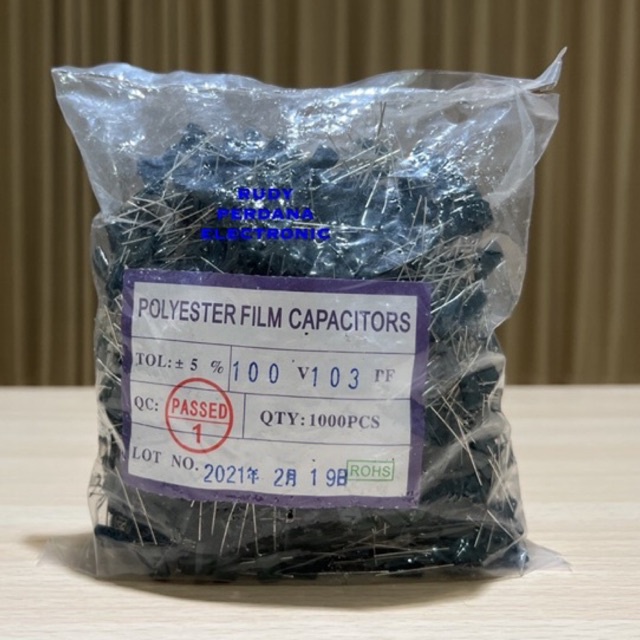 RUDY
PERDANA
ELECTRONIC
POLYESTER FILM CAPACITORS
TOL: ± 5 % 100 V 103 PF
QC: PASSED 1 QTY: 1000PCS
LOT NO. 2021年 2月 19日 ROHS